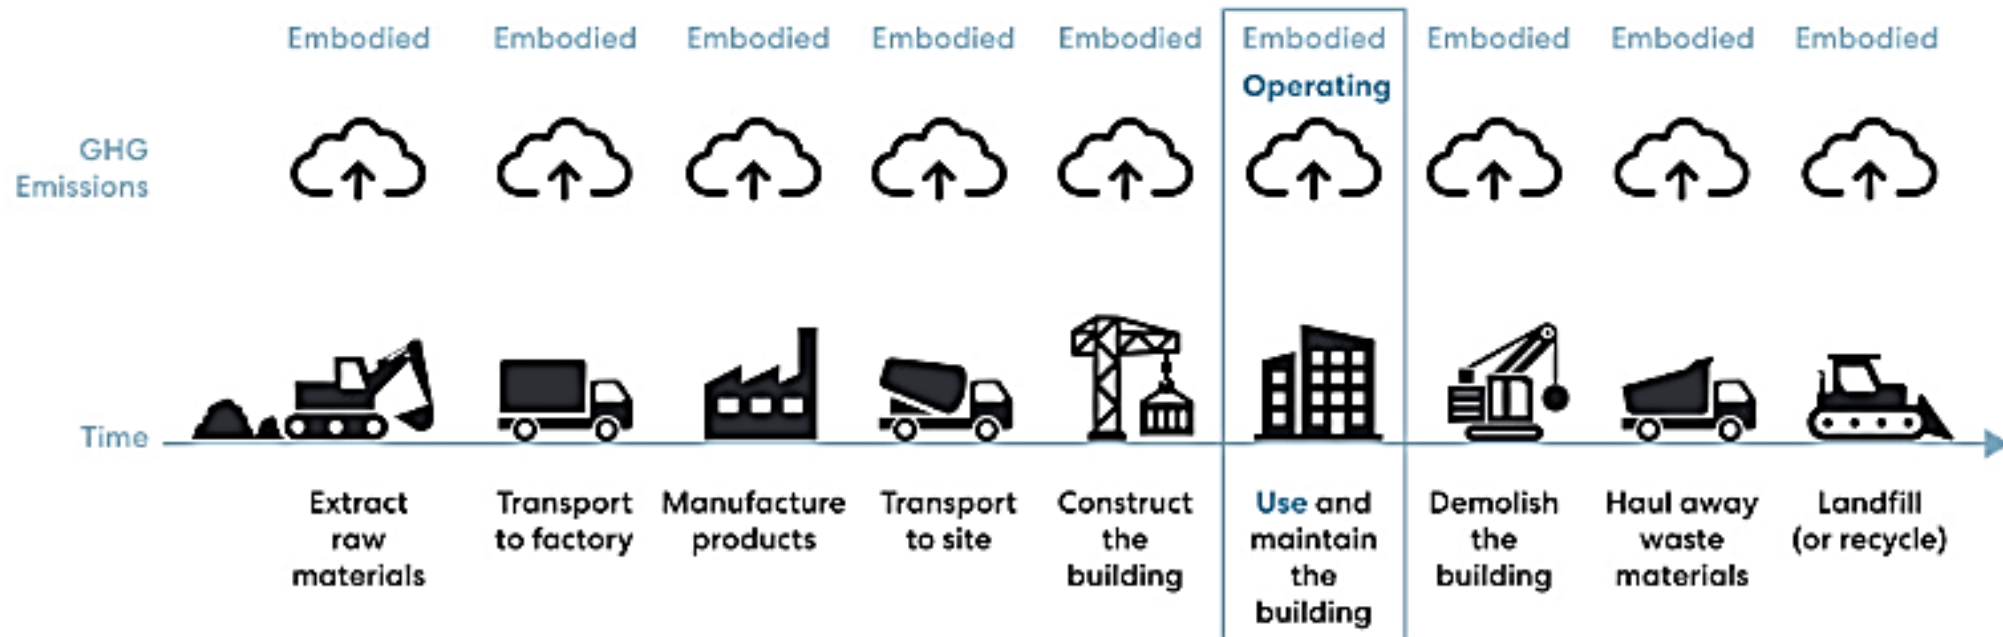 Embodied Embodied Embodied Embodied Embodied Embodied Embodied Embodied Embodied
Operating
GHG
Emissions
Time
Extract
raw
materials
Transport
to factory
Manufacture
products
Transport
to site
Construct
the
building
Use and
maintain
the
building
Demolish
the
building
Haul away
waste
materials
Landfill
(or recycle)